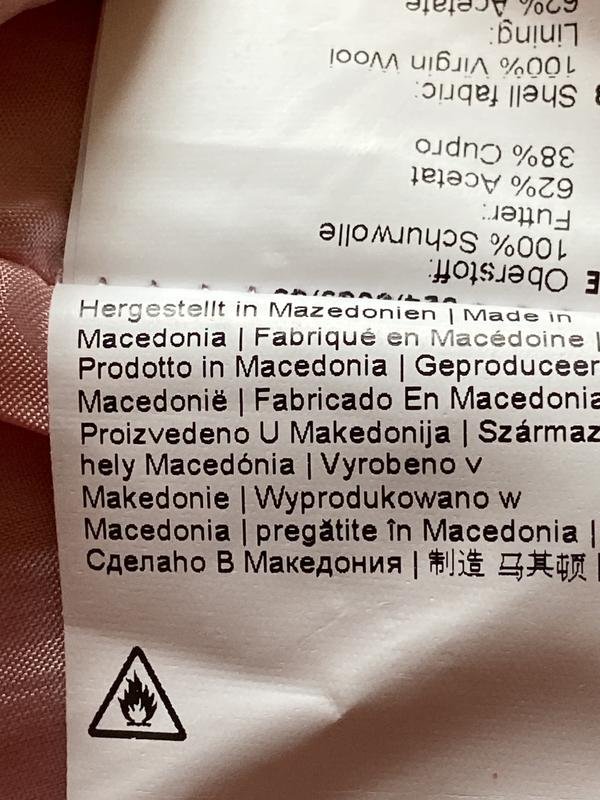 E Oberstoff:
100% Schurwolle
Futter:
62% Acetat
38% Cupro
Shell fabric:
100% Virgin Wool
Lining:
62% Acetate
Hergestellt in Mazedonien | Made in
Macedonia | Fabriqué en Macédoine |
Prodotto in Macedonia | Geproduceer
Macedonië | Fabricado En Macedonia
Proizvedeno U Makedonija | Származ
hely Macedónia | Vyrobeno v
Makedonie | Wyprodukowano w
Macedonia | pregătite în Macedonia |
Сделаho В Македония | 制造 马其顿 |